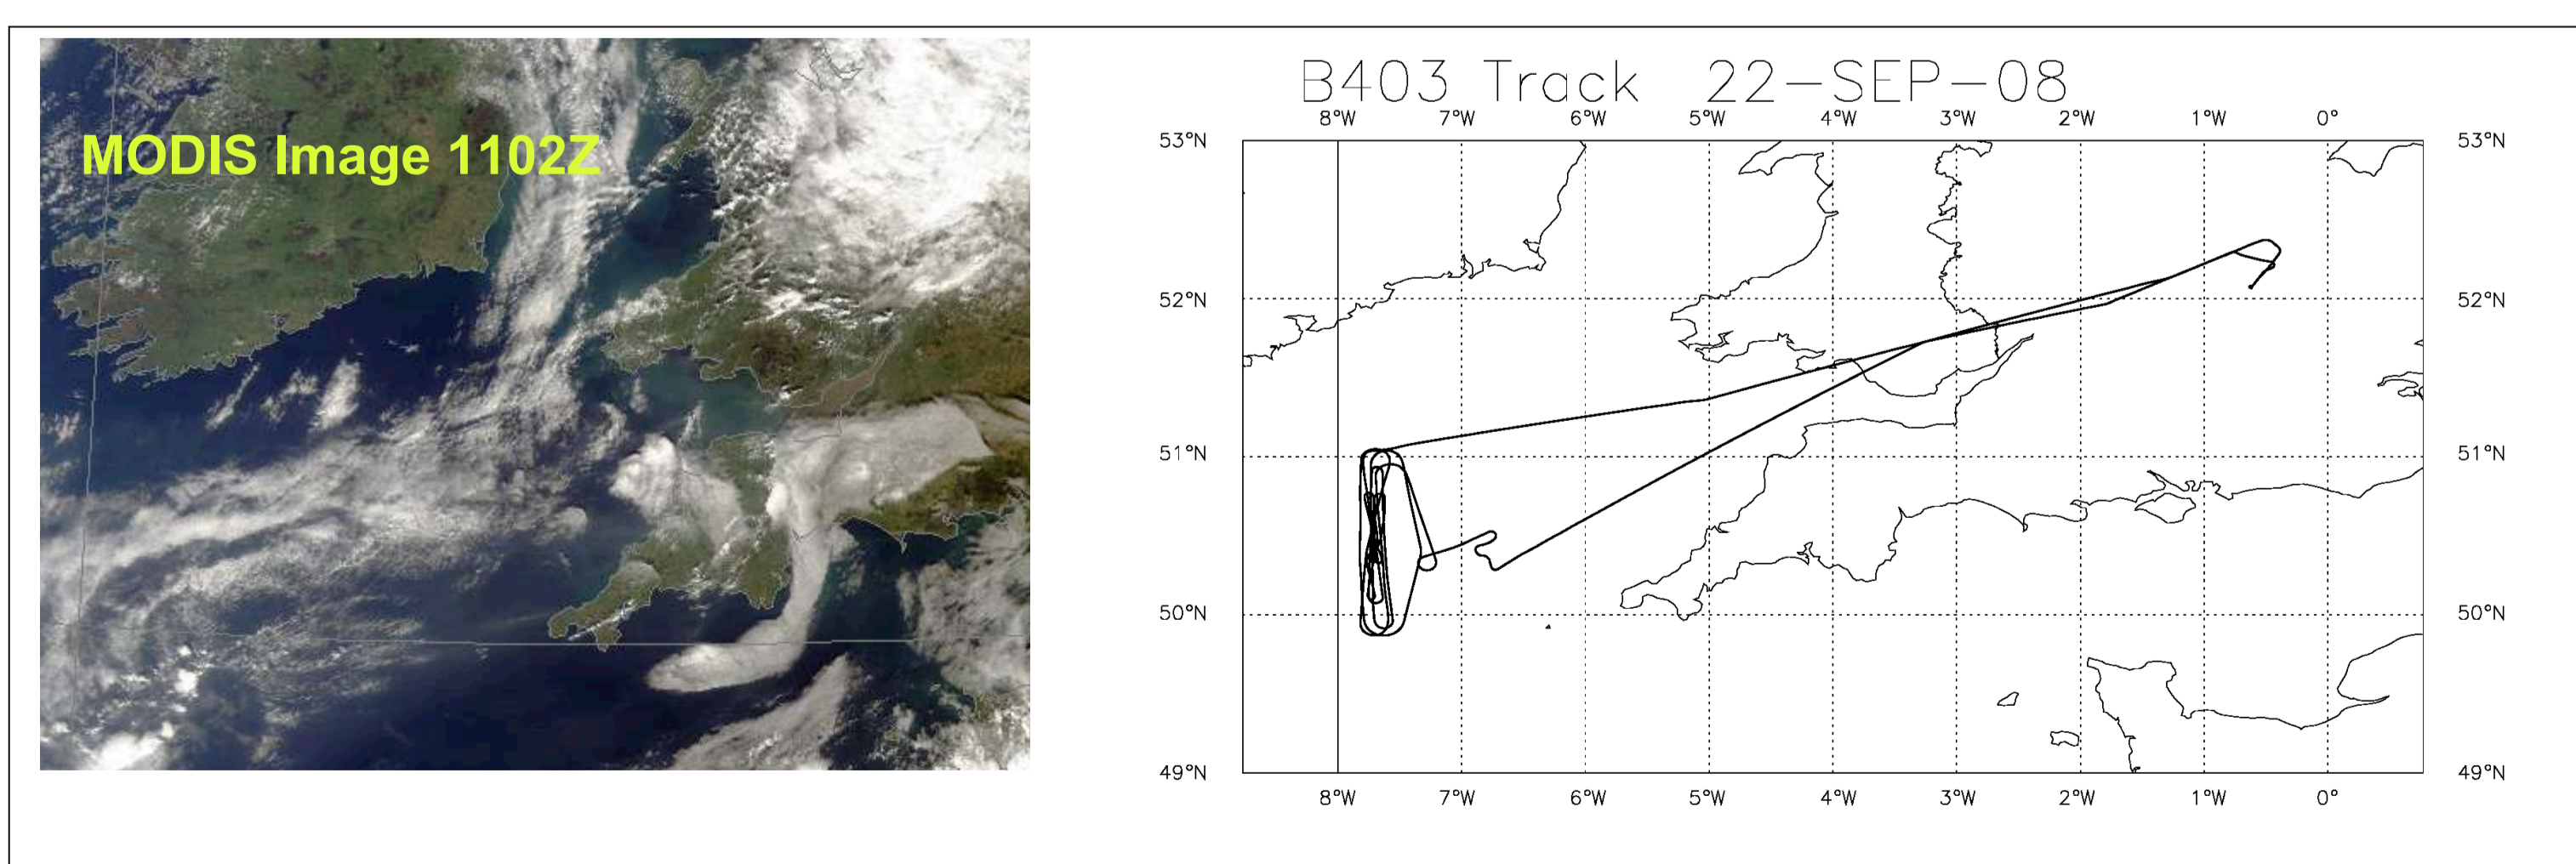 MODIS Image 1102Z
B403 Track 22-SEP-08
8°W 7°W 6°W 5°W 4°W 3°W 2°W 1°W 0°
53°N 53°N
52°N 52°N
51°N 51°N
50°N 50°N
49°N 49°N
8°W 7°W 6°W 5°W 4°W 3°W 2°W 1°W 0°